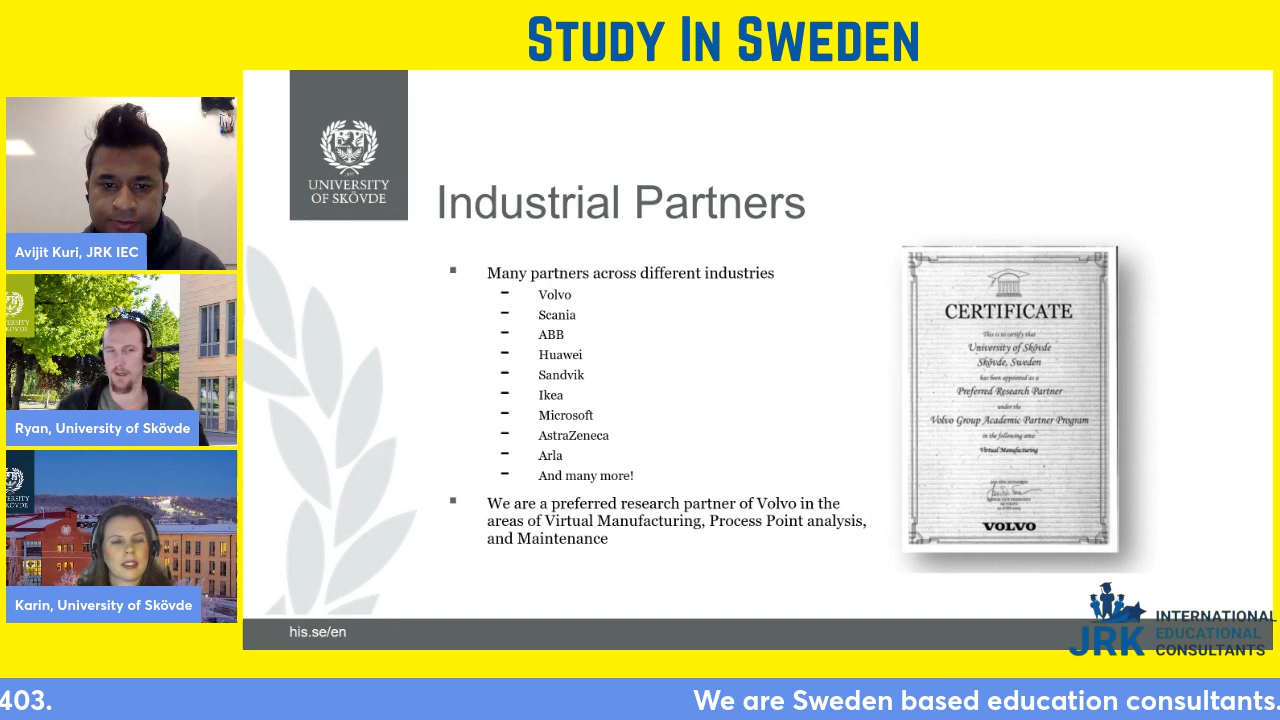 STUDY IN SWEDEN
UNIVERSITY
OF SKÖVDE
Industrial Partners
Many partners across different industries
Volvo
Scania
ABB
Huawei
Sandvik
Ikea
Microsoft
AstraZeneca
Arla
And many more!
We are a preferred research partner of Volvo in the
areas of Virtual Manufacturing, Process Point analysis,
and Maintenance
CERTIFICATE
This is to certify that
University of Skövde
Skövde, Sweden
has been appointed as a
Preferred Research Partner
under the
Volvo Group Academic Partner Program
in the following area:
Virtual Manufacturing
VOLVO
Avijit Kuri, JRK IEC
Ryan, University of Skövde
Karin, University of Skövde
his.se/en
JRK
INTERNATIONAL
EDUCATIONAL
CONSULTANTS
403.
We are Sweden based education consultants.